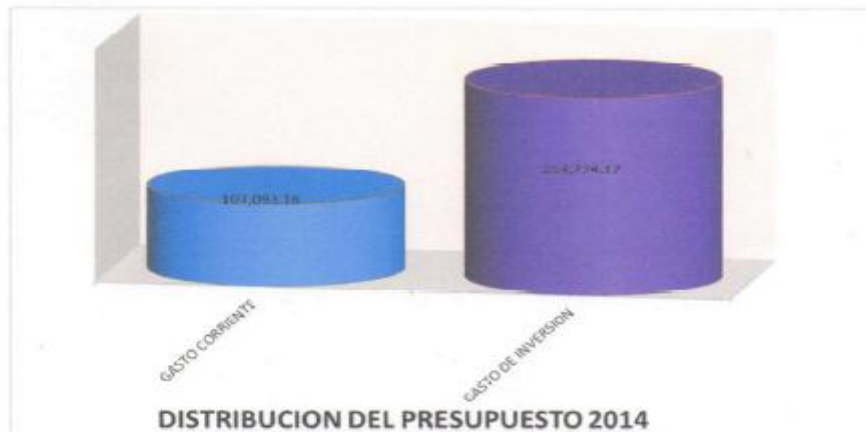 107,093.16
GASTO CORRIENTE
GASTO DE INVERSION
DISTRIBUCION DEL PRESUPUESTO 2014